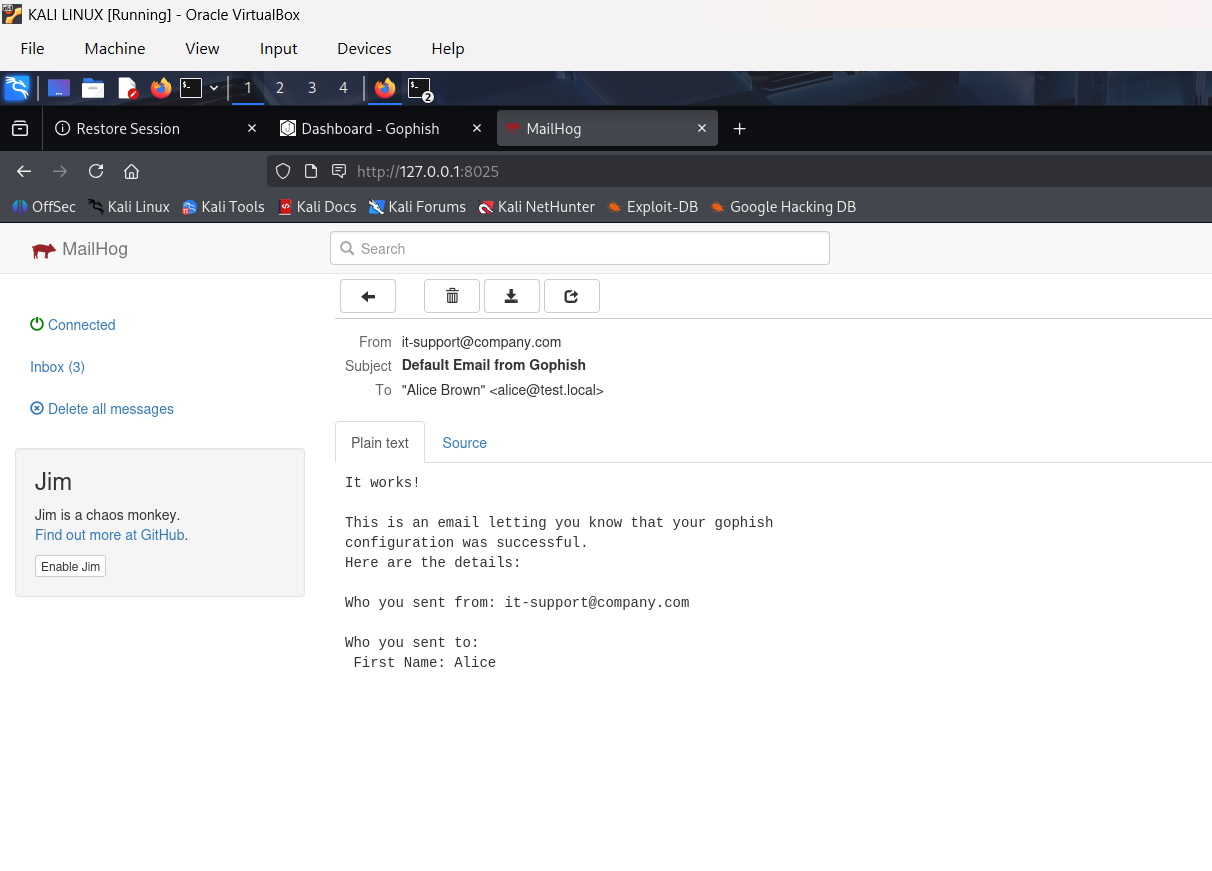 KALI LINUX [Running] - Oracle VirtualBox
File Machine View Input Devices Help
1 2 3 4 2
Restore Session Dashboard - Gophish MailHog
http://127.0.0.1:8025
OffSec Kali Linux Kali Tools Kali Docs Kali Forums Kali NetHunter Exploit-DB Google Hacking DB
MailHog Search
Connected
Inbox (3)
Delete all messages
Jim
Jim is a chaos monkey.
Find out more at GitHub.
Enable Jim
From it-support@company.com
Subject Default Email from Gophish
To "Alice Brown" <alice@test.local>
Plain text Source
It works!
This is an email letting you know that your gophish
configuration was successful.
Here are the details:
Who you sent from: it-support@company.com
Who you sent to:
First Name: Alice